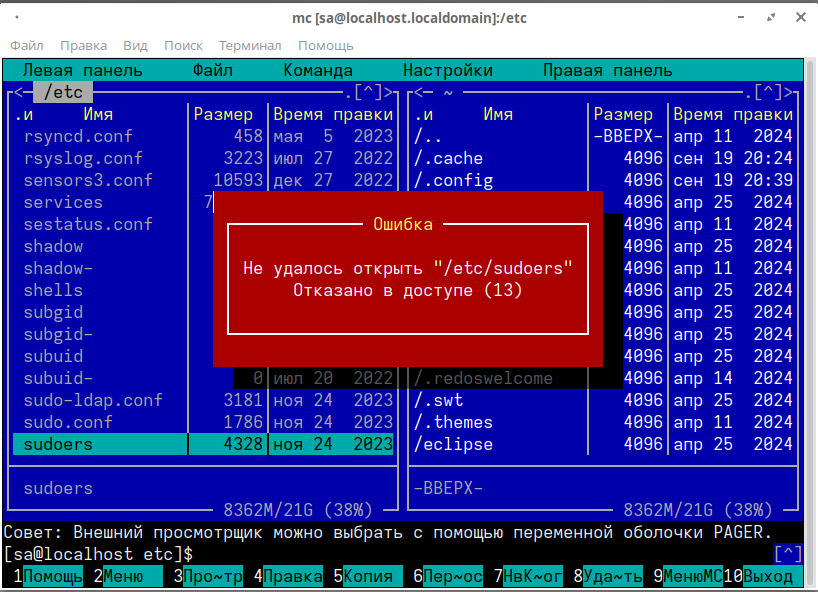 mc [sa@localhost.localdomain]:/etc
Файл Правка Вид Поиск Терминал Помощь
Левая панель Файл Команда Настройки Правая панель
<─ /etc .[^]> <─ ~ .[^]>
.и Имя Размер Время правки .и Имя Размер Время правки
rsyncd.conf 458 мая 5 2023 /.. -ВВЕРХ- апр 11 2024
rsyslog.conf 3223 июл 27 2022 /.cache 4096 сен 19 20:24
sensors3.conf 10593 дек 27 2022 /.config 4096 сен 19 20:39
services 7 4096 апр 25 2024
sestatus.conf Ошибка 4096 апр 11 2024
shadow 4096 апр 25 2024
shadow- Не удалось открыть "/etc/sudoers" 4096 апр 11 2024
shells Отказано в доступе (13) 4096 апр 25 2024
subgid 4096 апр 25 2024
subgid- 4096 апр 25 2024
subuid 4096 апр 25 2024
subuid- 0 июл 20 2022 /.redoswelcome 4096 апр 14 2024
sudo-ldap.conf 3181 ноя 24 2023 /.swt 4096 апр 25 2024
sudo.conf 1786 ноя 24 2023 /.themes 4096 апр 11 2024
sudoers 4328 ноя 24 2023 /eclipse 4096 апр 25 2024
sudoers -ВВЕРХ-
8362M/21G (38%) 8362M/21G (38%)
Совет: Внешний просмотрщик можно выбрать с помощью переменной оболочки PAGER.
[sa@localhost etc]$ [^]
1Помощь 2Меню 3Про~тр 4Правка 5Копия 6Пер~ос 7НвК~ог 8Уда~ть 9МенюMC 10Выход